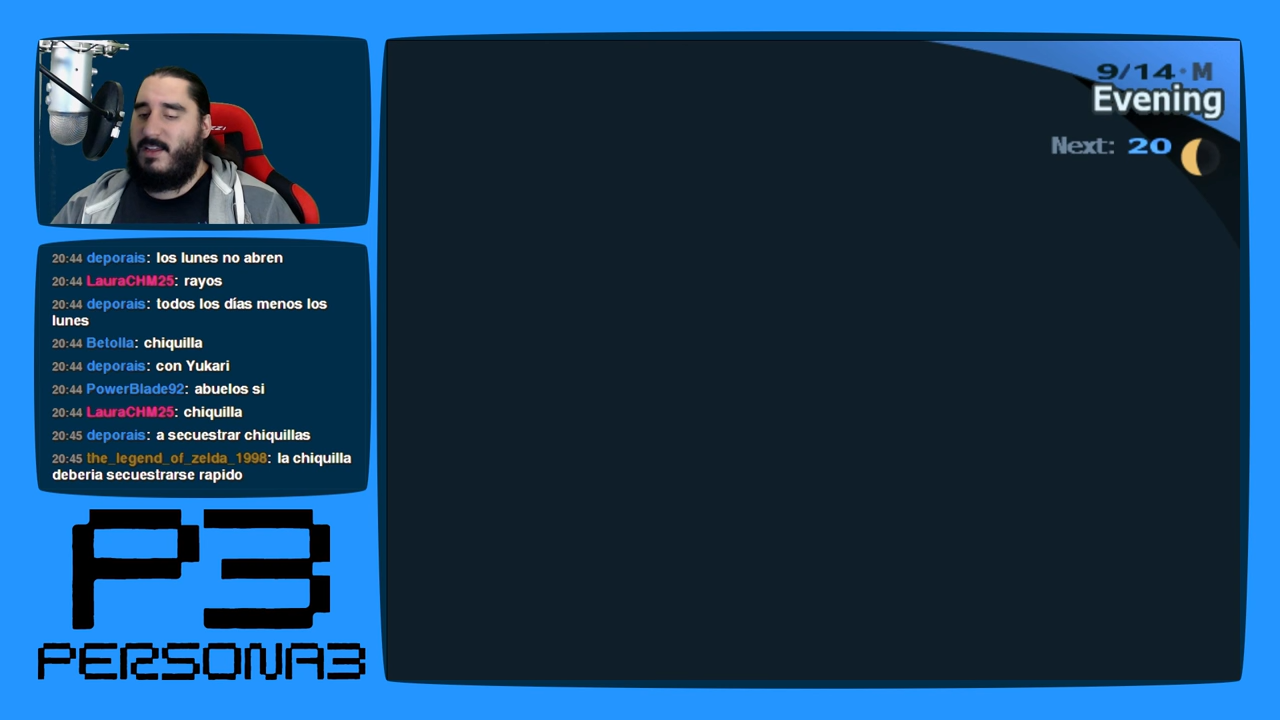 9/14·M
Evening
Next: 20
20:44 deporais: los lunes no abren
20:44 LauraCHM25: rayos
20:44 deporais: todos los días menos los
lunes
20:44 Betolla: chiquilla
20:44 deporais: con Yukari
20:44 PowerBlade92: abuelos si
20:44 LauraCHM25: chiquilla
20:45 deporais: a secuestrar chiquillas
20:45 the_legend_of_zelda_1998: la chiquilla
deberia secuestrarse rapido
P3
PERSONA3